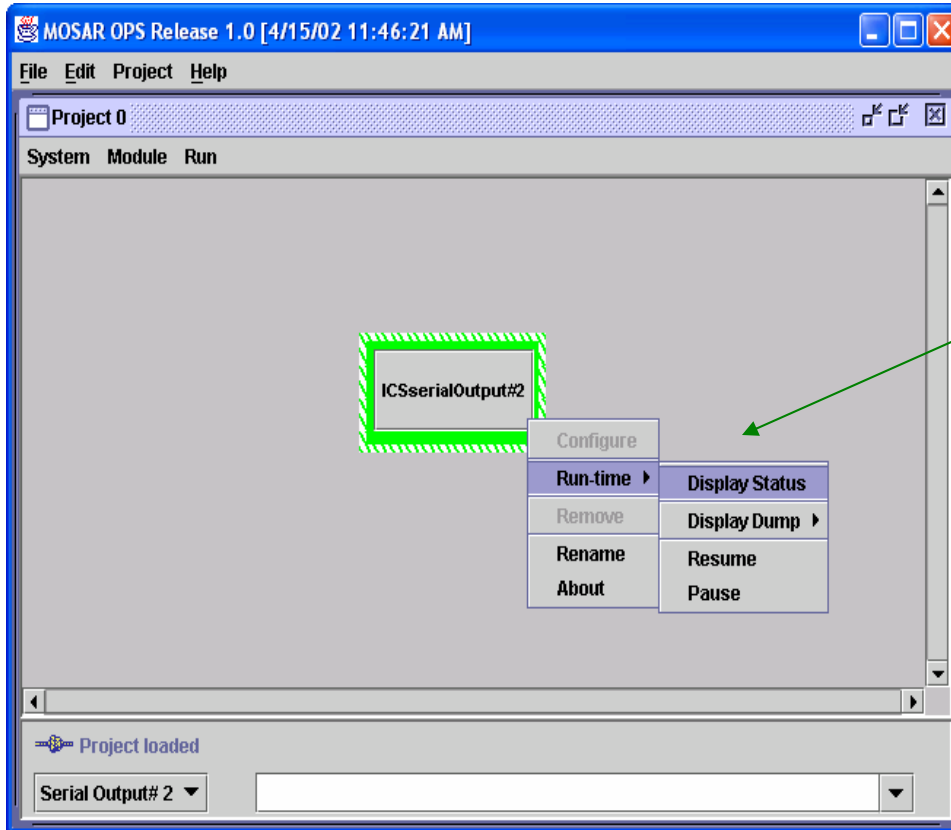 MOSAR OPS Release 1.0 [4/15/02 11:46:21 AM]
File Edit Project Help
Project 0
System Module Run
ICSserialOutput#2
Configure
Run-time
Remove
Rename
About
Display Status
Display Dump
Resume
Pause
Project loaded
Serial Output# 2